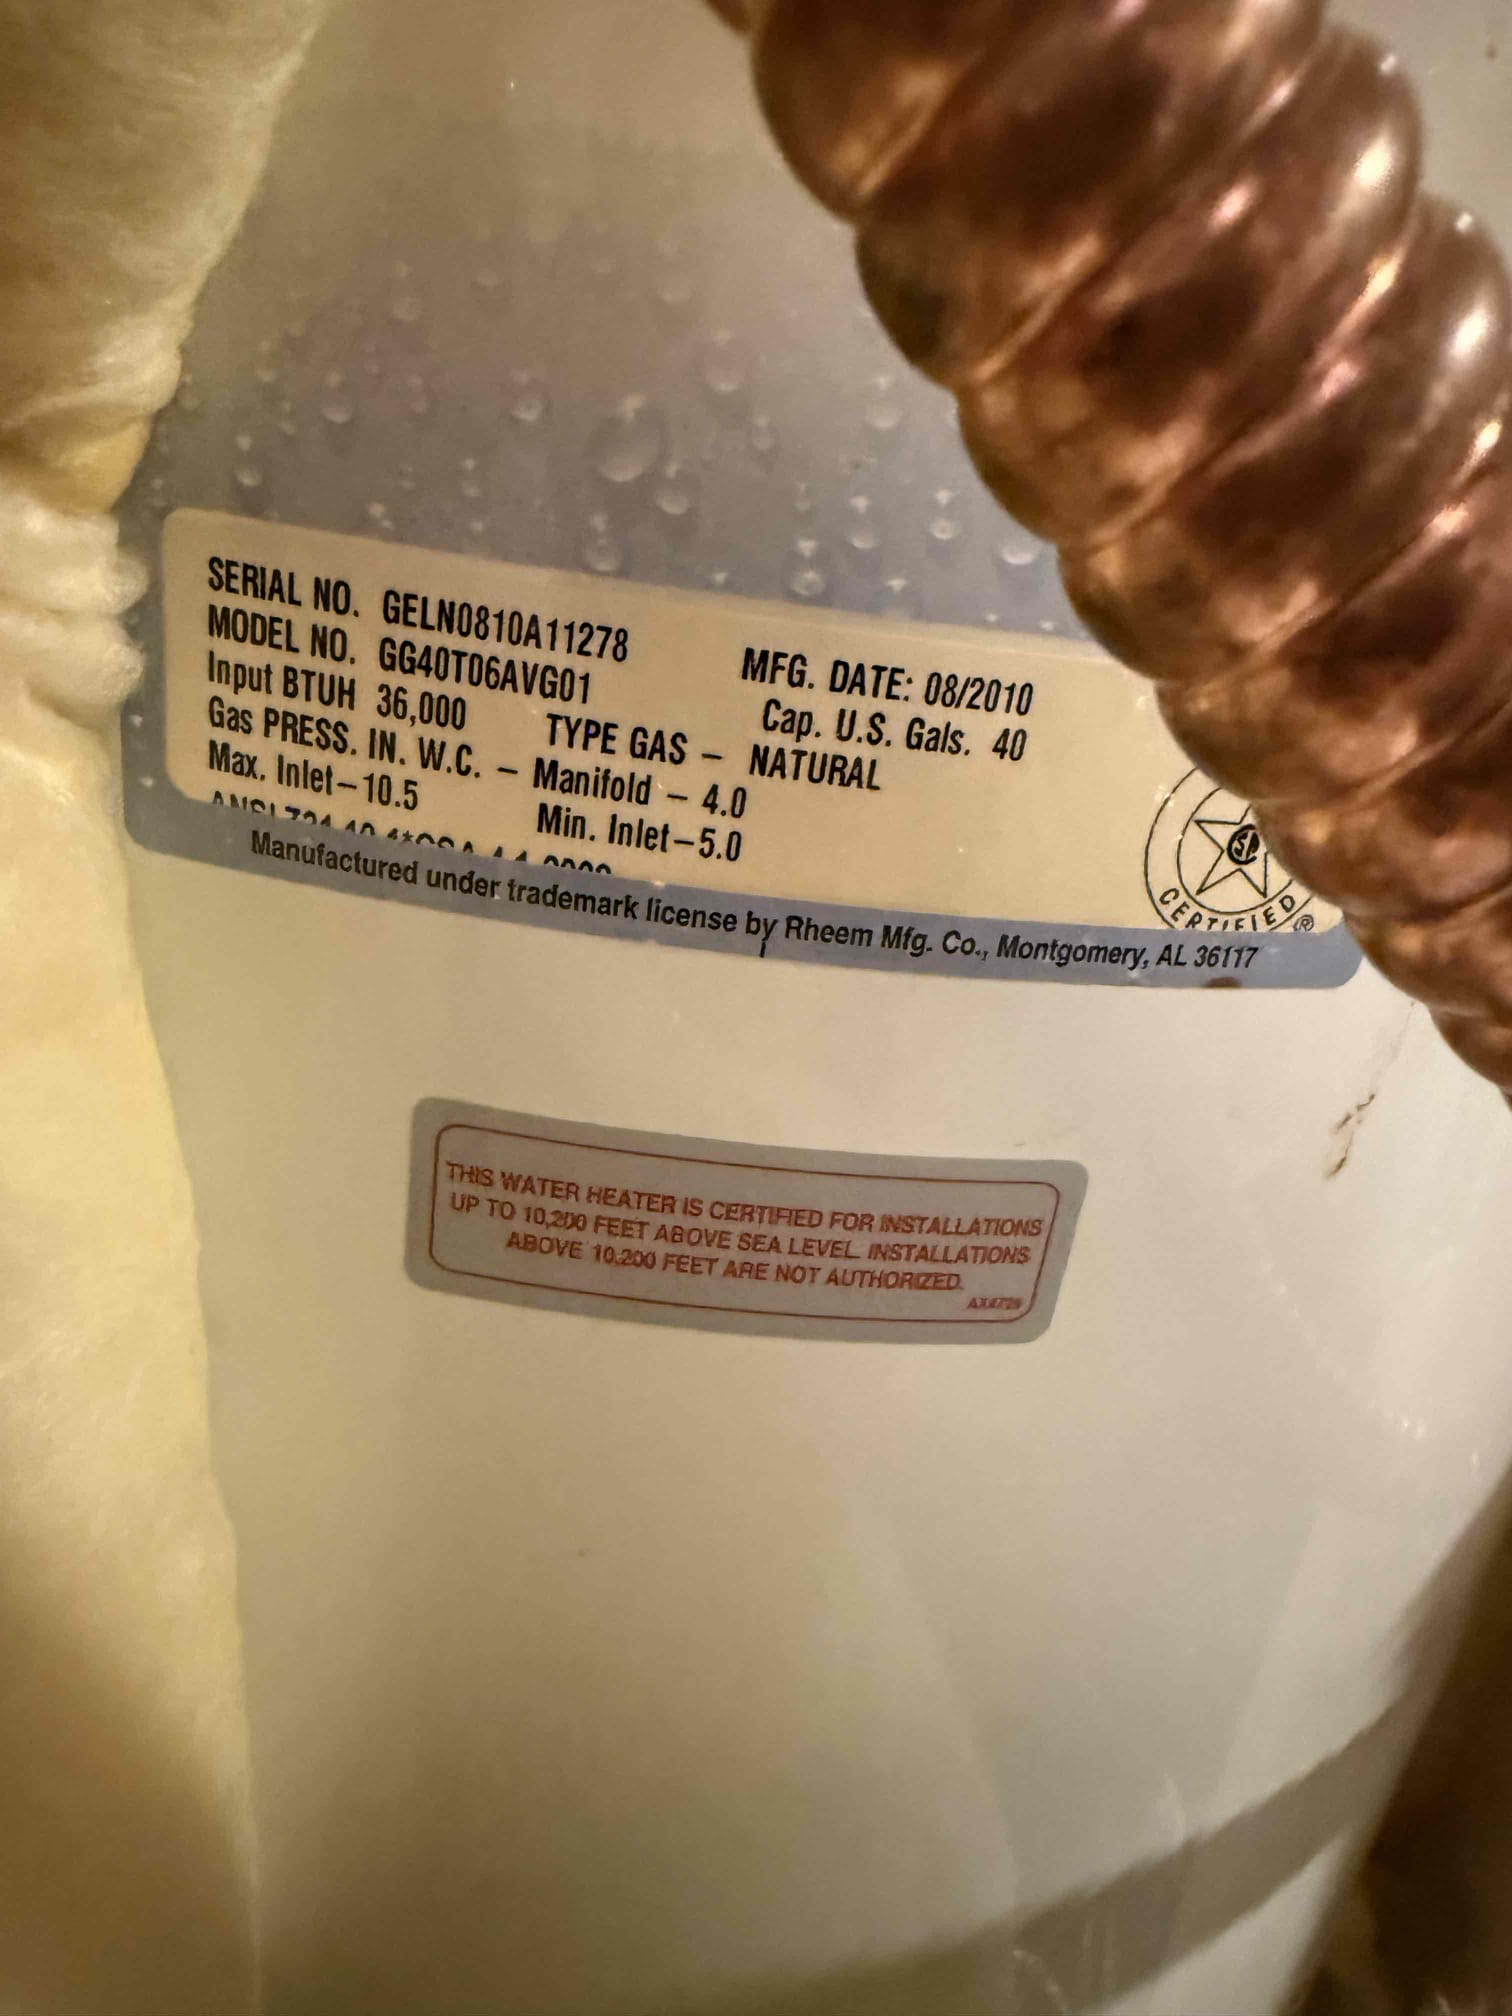 SERIAL NO. GELN0810A11278
MODEL NO. GG40T06AVG01 MFG. DATE: 08/2010
Input BTUH 36,000 Cap. U.S. Gals. 40
TYPE GAS – NATURAL
Gas PRESS. IN. W.C. – Manifold – 4.0
Max. Inlet–10.5 Min. Inlet–5.0
Manufactured under trademark license by Rheem Mfg. Co., Montgomery, AL 36117
SA
CERTIFIED ®
THIS WATER HEATER IS CERTIFIED FOR INSTALLATIONS
UP TO 10,200 FEET ABOVE SEA LEVEL. INSTALLATIONS
ABOVE 10,200 FEET ARE NOT AUTHORIZED.